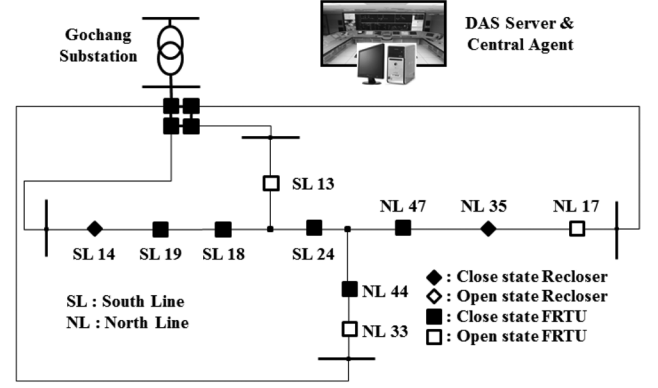 Gochang
Substation
DAS Server &
Central Agent
SL 13
NL 47
NL 35
NL 17
SL 14
SL 19
SL 18
SL 24
SL : South Line
NL : North Line
NL 44
NL 33
: Close state Recloser
: Open state Recloser
: Close state FRTU
: Open state FRTU